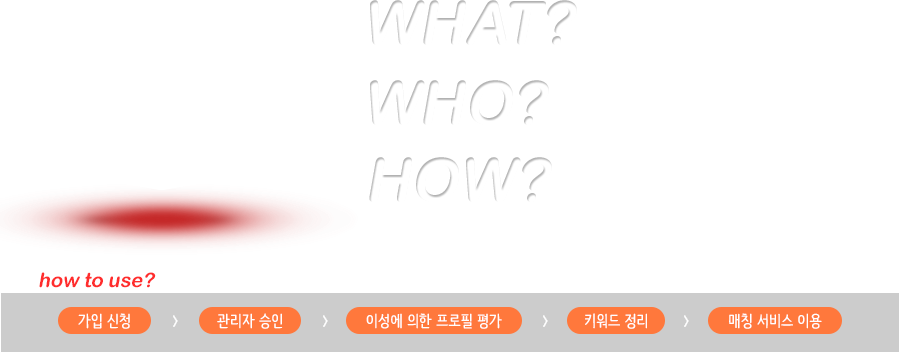 WHAT?
WHO?
HOW?
how to use?
가입 신청 > 관리자 승인 > 이성에 의한 프로필 평가 > 키워드 정리 > 매칭 서비스 이용